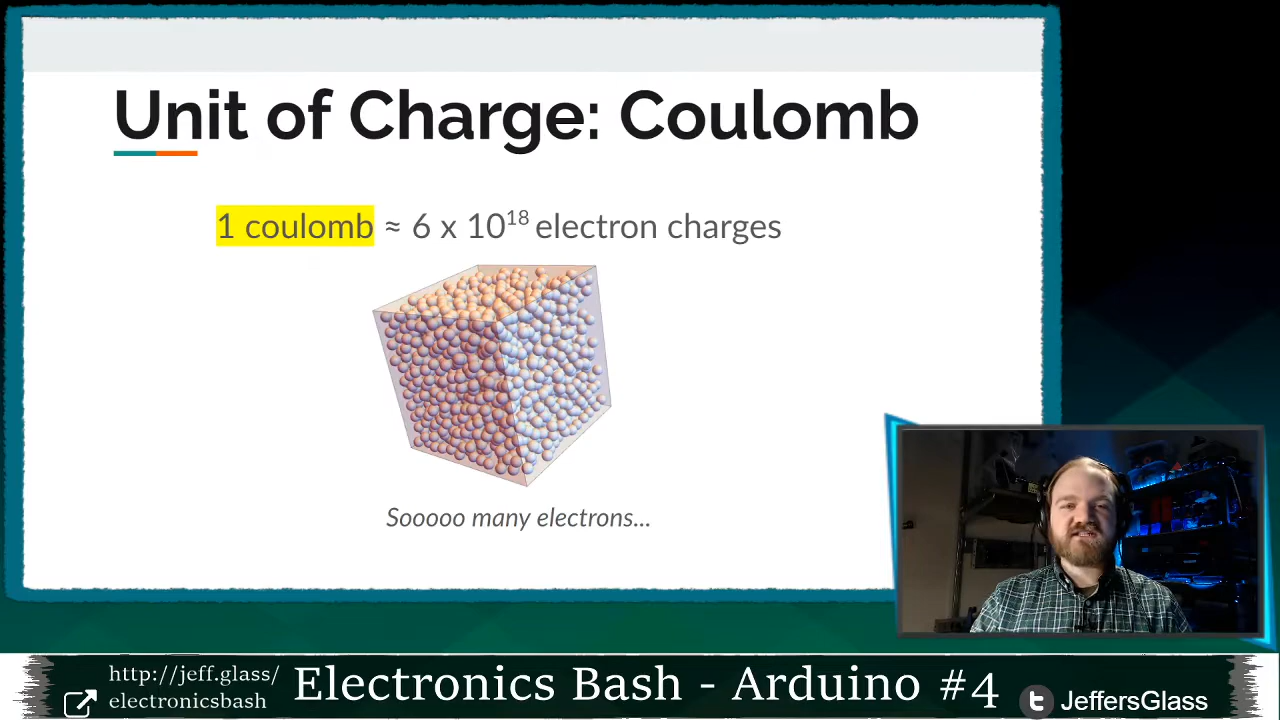 Unit of Charge: Coulomb
1 coulomb ≈ 6 x 10¹⁸ electron charges
Sooooo many electrons...
http://jeff.glass/
electronicsbash
Electronics Bash - Arduino #4
JeffersGlass